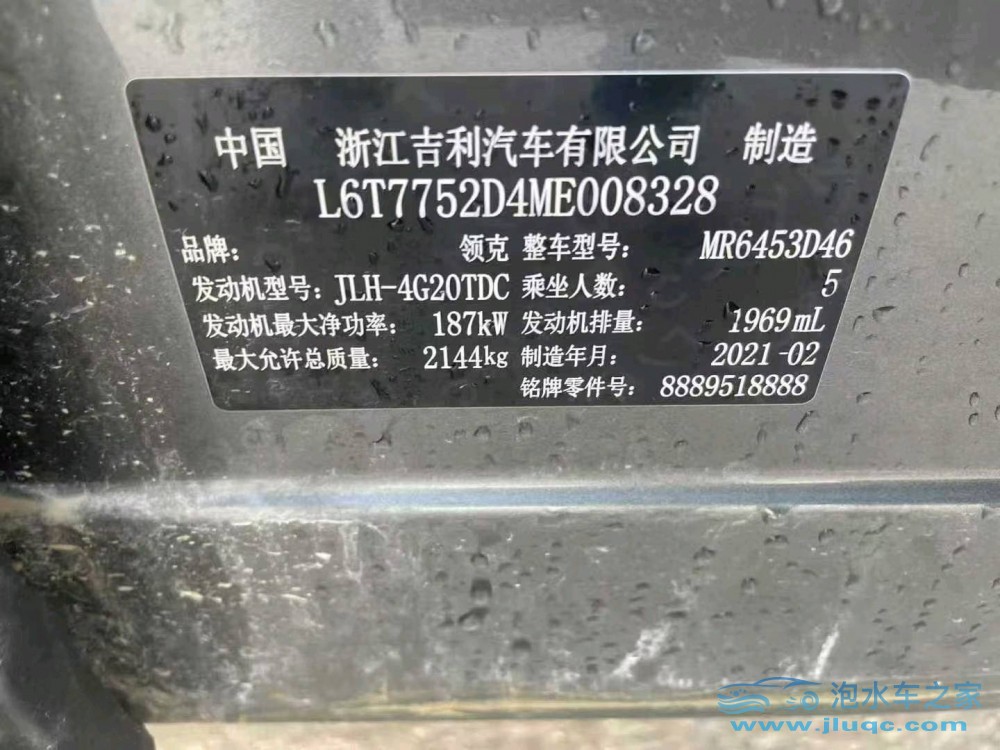 中国 浙江吉利汽车有限公司 制造
L6T7752D4ME008328
品牌： 领克 整车型号： MR6453D46
发动机型号：JLH-4G20TDC 乘坐人数： 5
发动机最大净功率： 187kW 发动机排量： 1969mL
最大允许总质量： 2144kg 制造年月： 2021-02
铭牌零件号： 8889518888
泡水车之家
www.jluqc.com